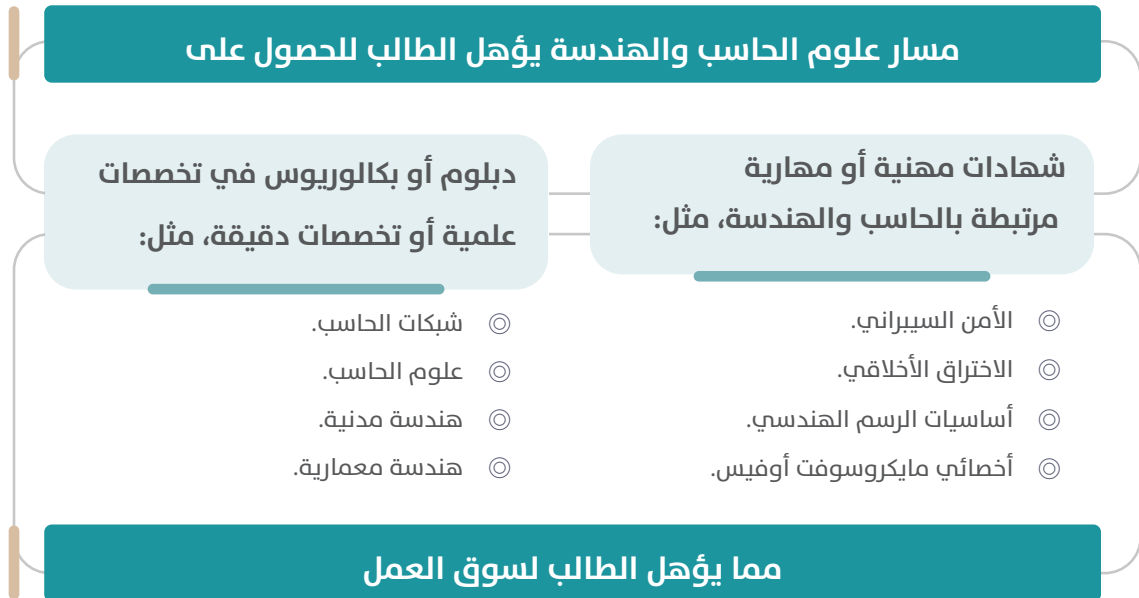 مسار علوم الحاسب والهندسة يؤهل الطالب للحصول على
شهادات مهنية أو مهارية
مرتبطة بالحاسب والهندسة، مثل:
الأمن السيبراني.
الاختراق الأخلاقي.
أساسيات الرسم الهندسي.
أخصائي مايكروسوفت أوفيس.
دبلوم أو بكالوريوس في تخصصات
علمية أو تخصصات دقيقة، مثل:
شبكات الحاسب.
علوم الحاسب.
هندسة مدنية.
هندسة معمارية.
مما يؤهل الطالب لسوق العمل